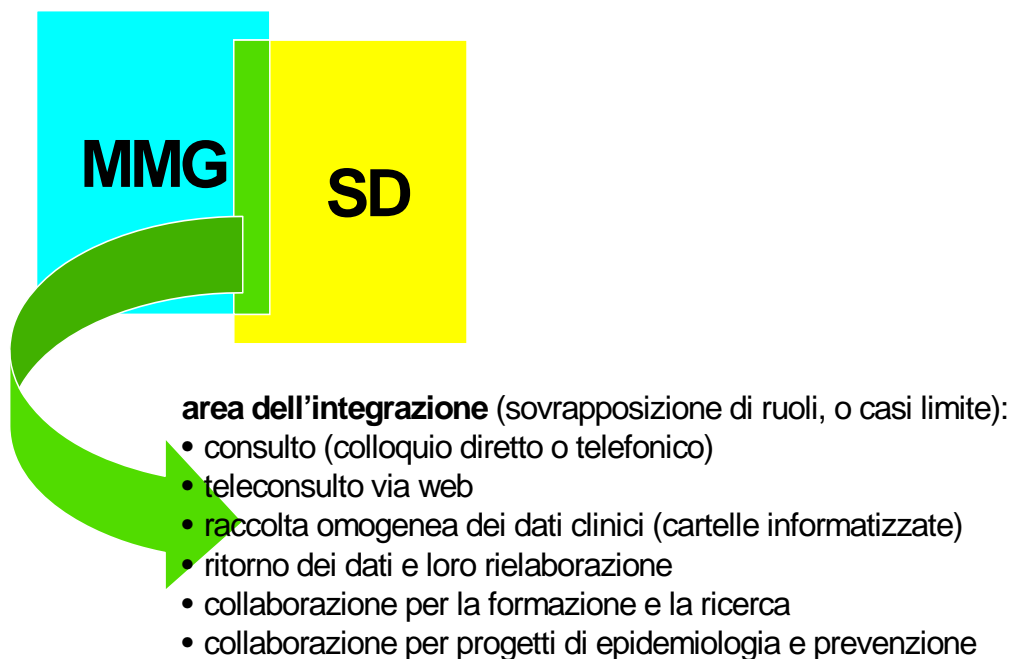 MMG
SD
area dell’integrazione (sovrapposizione di ruoli, o casi limite):
• consulto (colloquio diretto o telefonico)
• teleconsulto via web
• raccolta omogenea dei dati clinici (cartelle informatizzate)
• ritorno dei dati e loro rielaborazione
• collaborazione per la formazione e la ricerca
• collaborazione per progetti di epidemiologia e prevenzione